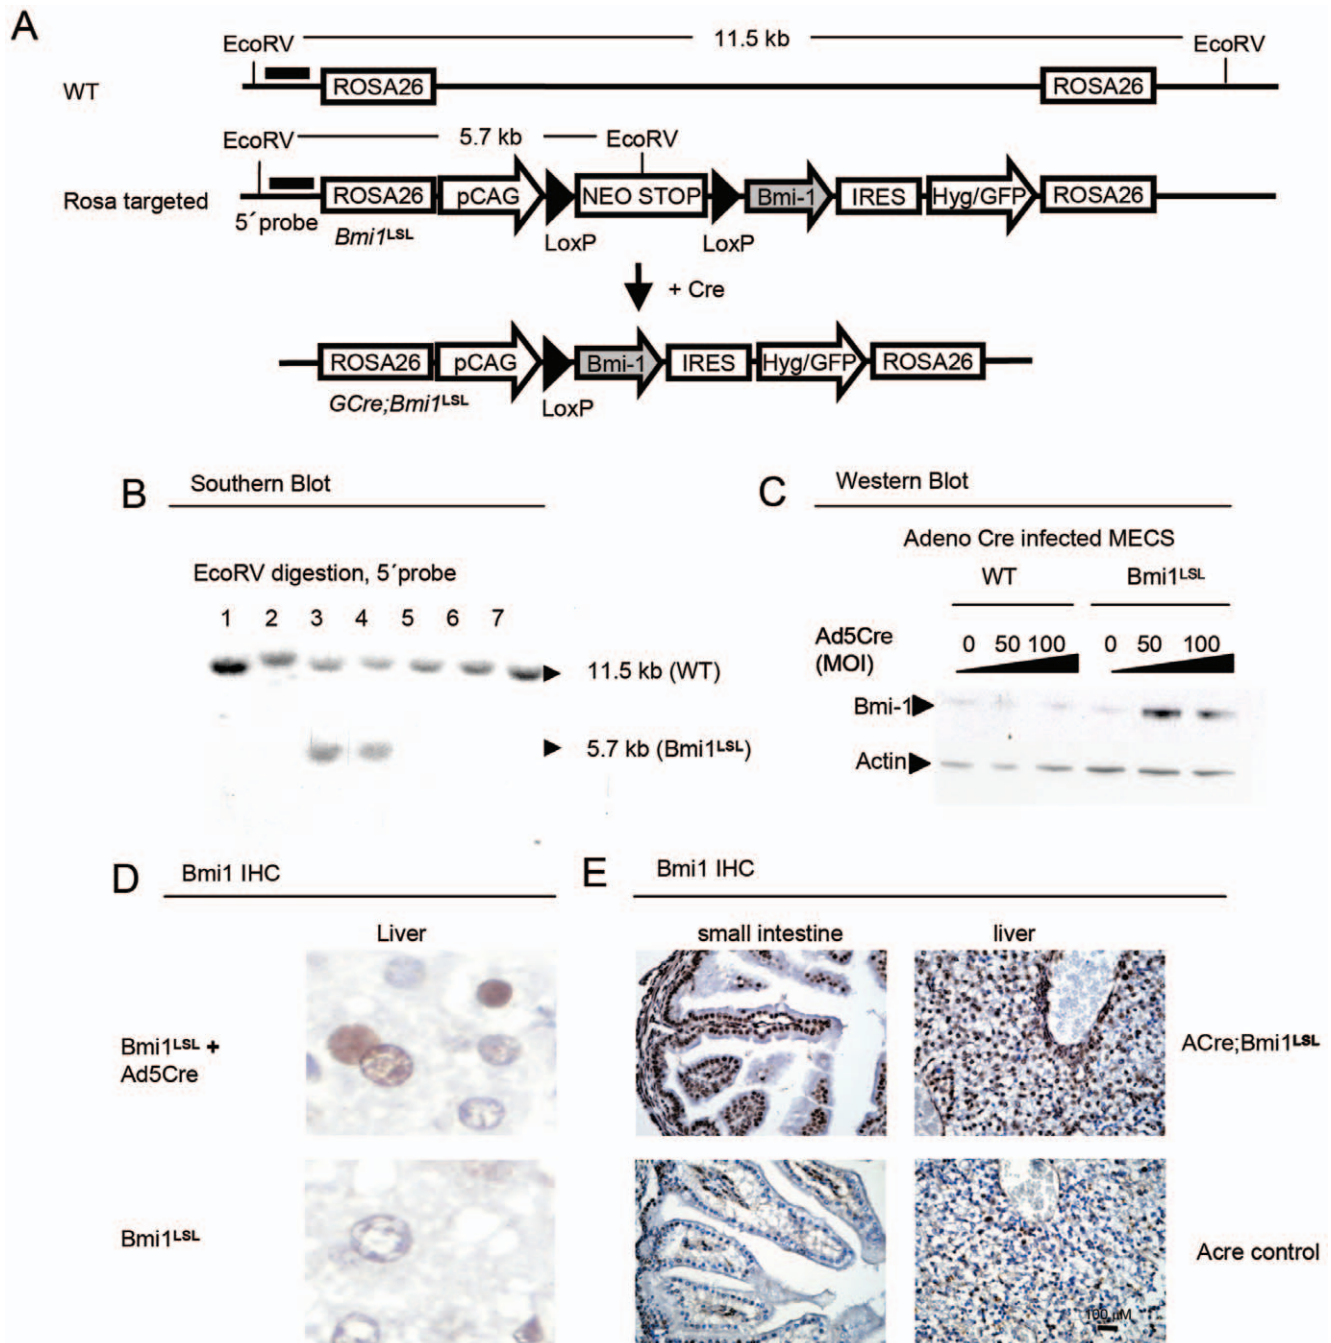 A
EcoRV 11.5 kb EcoRV
WT ROSA26 ROSA26
EcoRV 5.7 kb EcoRV
Rosa targeted ROSA26 pCAG NEO STOP Bmi-1 IRES Hyg/GFP ROSA26
5´probe Bmi1LSL LoxP LoxP
+ Cre
ROSA26 pCAG Bmi-1 IRES Hyg/GFP ROSA26
GCre;Bmi1LSL LoxP
B Southern Blot
EcoRV digestion, 5´probe
1 2 3 4 5 6 7
11.5 kb (WT)
5.7 kb (Bmi1LSL)
C Western Blot
Adeno Cre infected MECS
WT Bmi1LSL
Ad5Cre 0 50 100 0 50 100
(MOI)
Bmi-1
Actin
D Bmi1 IHC
Liver
Bmi1LSL +
Ad5Cre
Bmi1LSL
E Bmi1 IHC
small intestine liver
ACre;Bmi1LSL
Acre control
100 µM